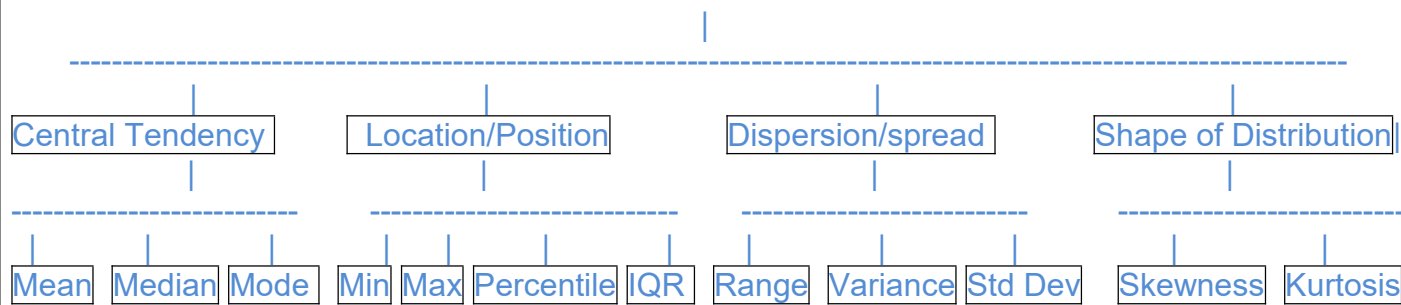 Central Tendency Location/Position Dispersion/spread Shape of Distribution
Mean Median Mode Min Max Percentile IQR Range Variance Std Dev Skewness Kurtosis